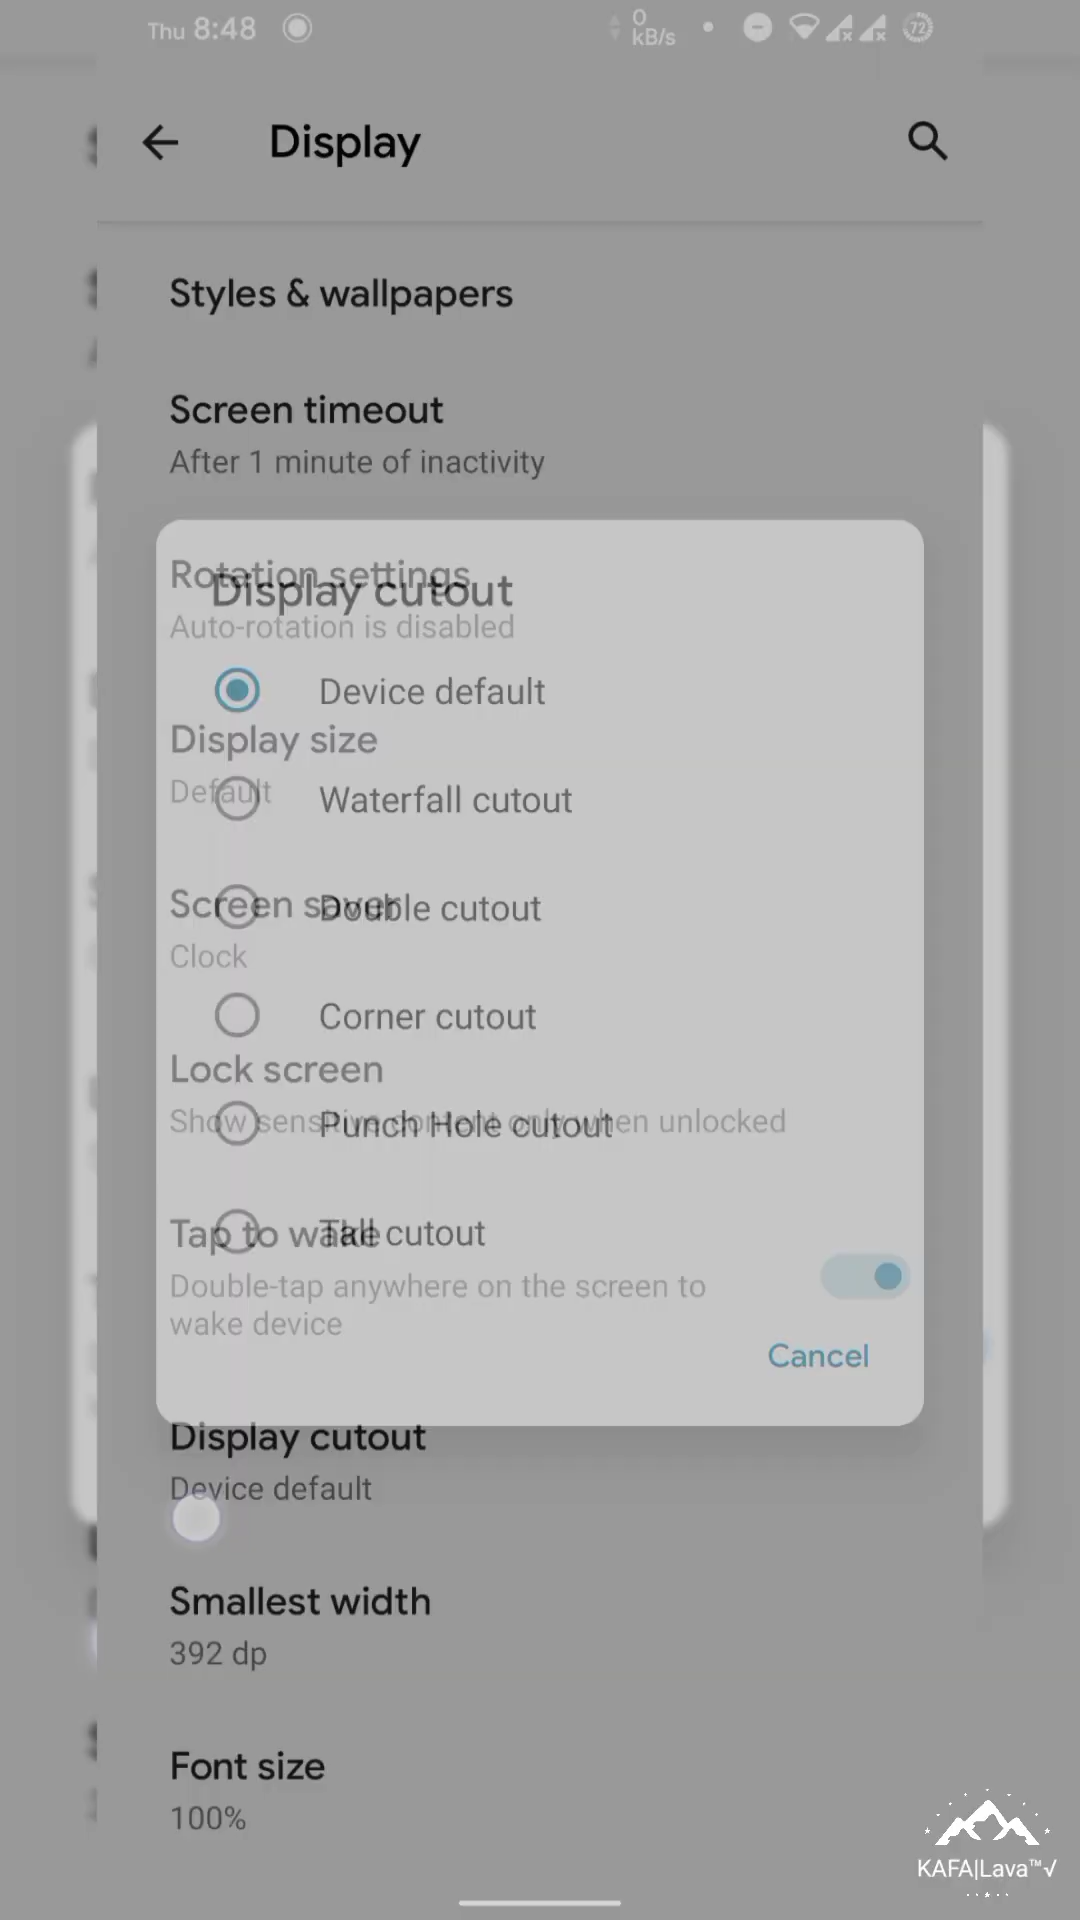 Thu 8:48
0
kB/s
72
Display
Styles & wallpapers
Screen timeout
After 1 minute of inactivity
Rotation settings
Display cutout
Auto-rotation is disabled
Device default
Display size
Default
Waterfall cutout
Screen saver
Double cutout
Clock
Corner cutout
Lock screen
Show sensitive content only when unlocked
Punch Hole cutout
Tap to wake
Tall cutout
Double-tap anywhere on the screen to
wake device
Cancel
Display cutout
Device default
Smallest width
392 dp
Font size
100%
KAFA|Lava™√